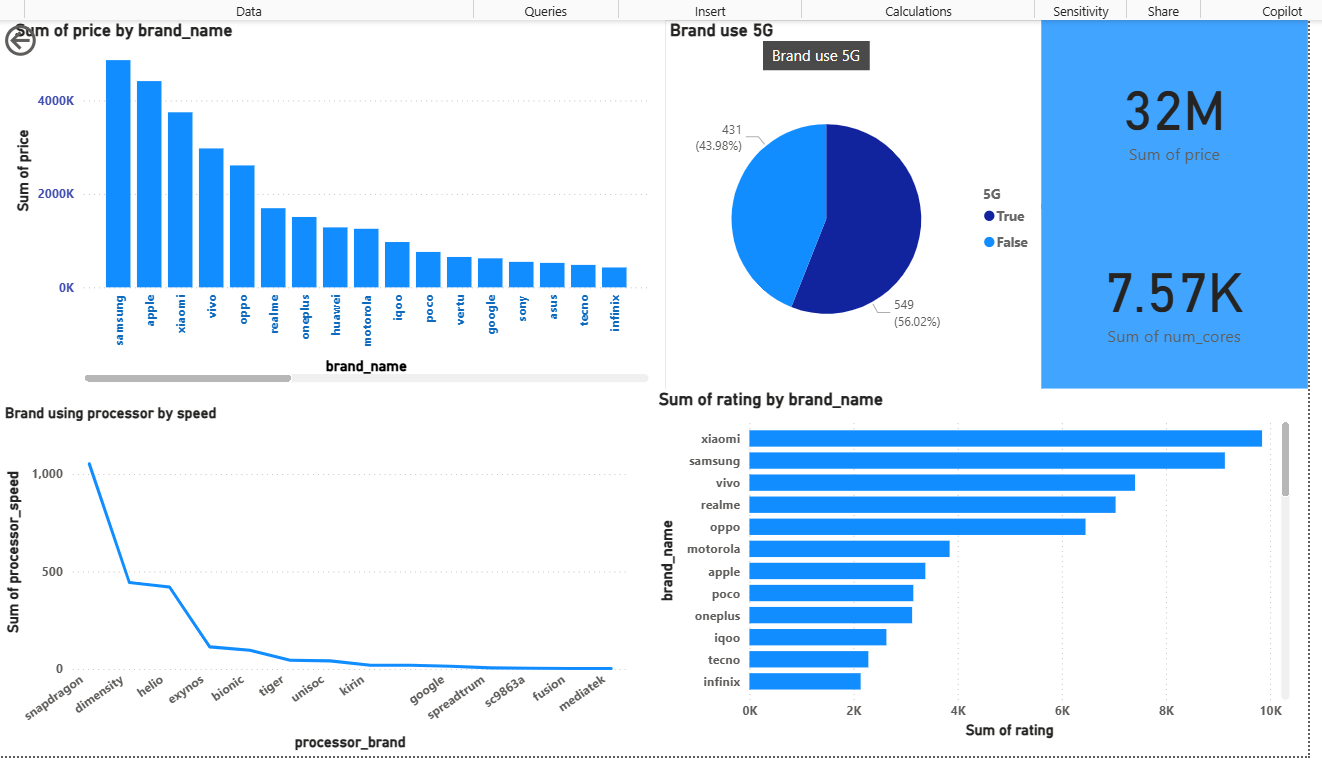 Data
Queries
Insert
Calculations
Sensitivity
Share
Copilot
Sum of price by brand_name
Sum of price
4000K
2000K
0K
samsung
apple
xiaomi
vivo
oppo
realme
oneplus
huawei
motorola
iqoo
poco
vertu
google
sony
asus
tecno
infinix
brand_name
Brand use 5G
Brand use 5G
431
(43.98%)
549
(56.02%)
5G
True
False
32M
Sum of price
7.57K
Sum of num_cores
Brand using processor by speed
Sum of processor_speed
1,000
500
0
snapdragon
dimensity
helio
exynos
bionic
tiger
unisoc
kirin
google
spreadtrum
sc9863a
fusion
mediatek
processor_brand
Sum of rating by brand_name
brand_name
xiaomi
samsung
vivo
realme
oppo
motorola
apple
poco
oneplus
iqoo
tecno
infinix
0K
2K
4K
6K
8K
10K
Sum of rating